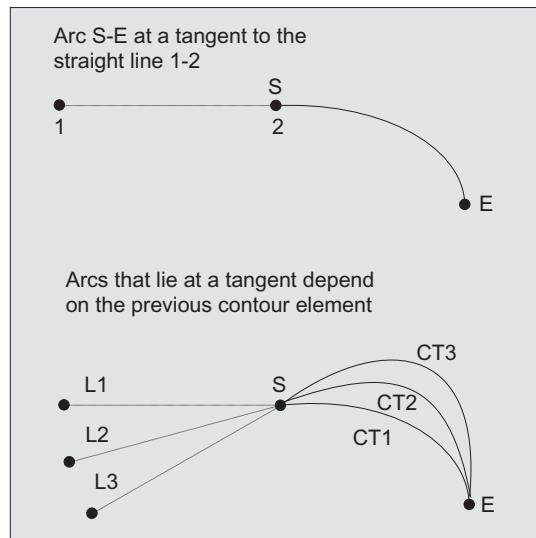 Arc S-E at a tangent to the
straight line 1-2
S
1
2
E
Arcs that lie at a tangent depend
on the previous contour element
CT3
L1
S
CT2
L2
CT1
L3
E